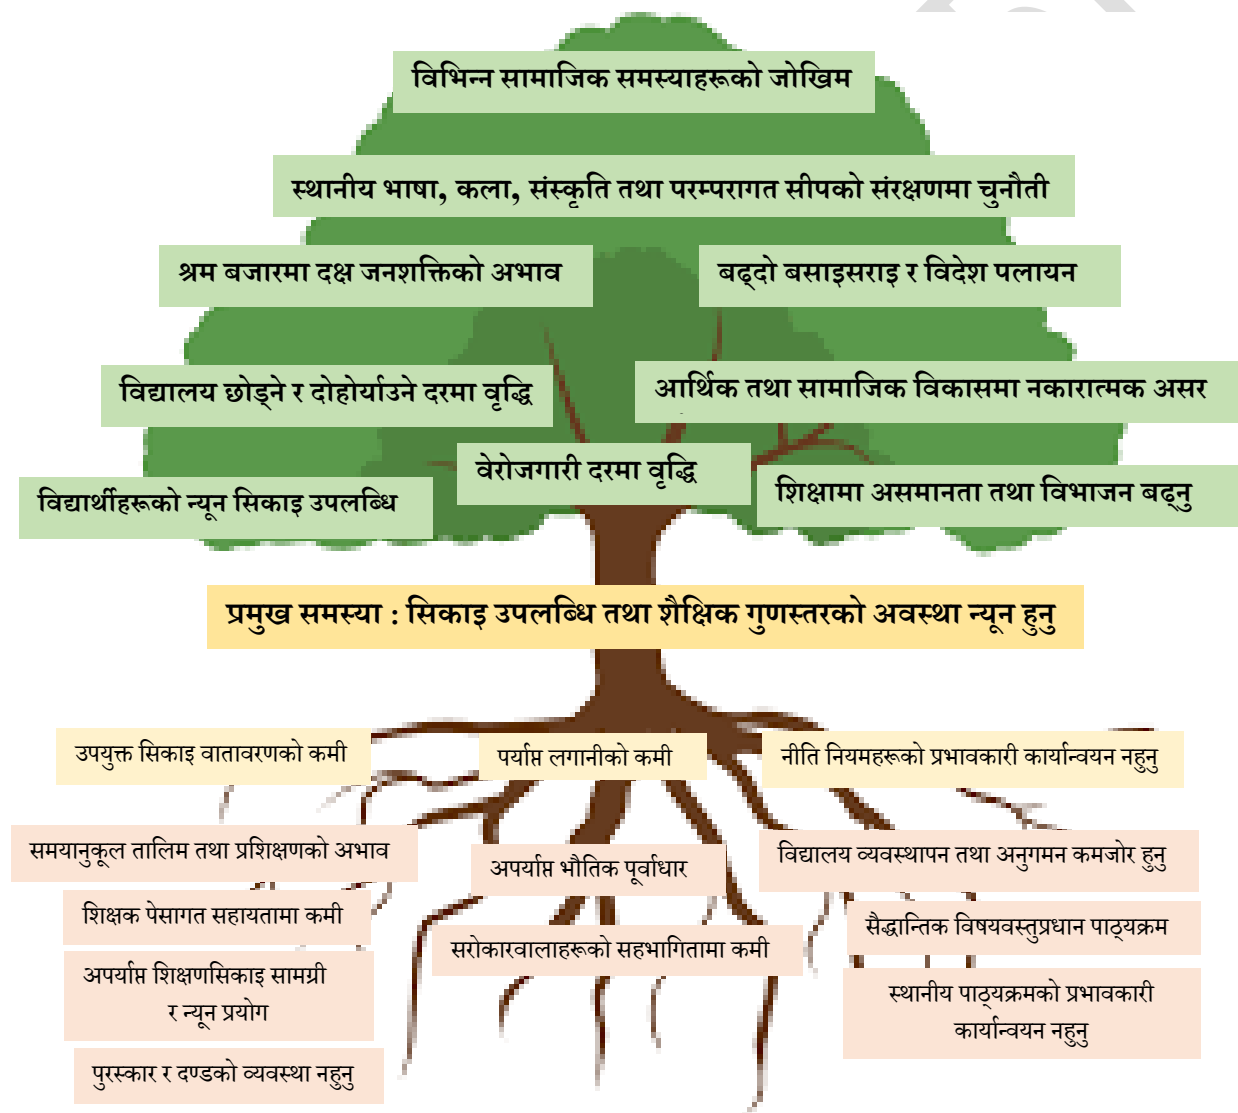 विभिन्न सामाजिक समस्याहरूको जोखिम
स्थानीय भाषा, कला, संस्कृति तथा परम्परागत सीपको संरक्षणमा चुनौती
श्रम बजारमा दक्ष जनशक्तिको अभाव
बढ्दो बसाइसराइ र विदेश पलायन
विद्यालय छोड्ने र दोहोर्याउने दरमा वृद्धि
आर्थिक तथा सामाजिक विकासमा नकारात्मक असर
वेरोजगारी दरमा वृद्धि
विद्यार्थीहरूको न्यून सिकाइ उपलब्धि
शिक्षामा असमानता तथा विभाजन बढ्नु
प्रमुख समस्या : सिकाइ उपलब्धि तथा शैक्षिक गुणस्तरको अवस्था न्यून हुनु
उपयुक्त सिकाइ वातावरणको कमी
पर्याप्त लगानीको कमी
नीति नियमहरूको प्रभावकारी कार्यान्वयन नहुनु
समयानुकूल तालिम तथा प्रशिक्षणको अभाव
अपर्याप्त भौतिक पूर्वाधार
विद्यालय व्यवस्थापन तथा अनुगमन कमजोर हुनु
शिक्षक पेसागत सहायतामा कमी
सैद्धान्तिक विषयवस्तुप्रधान पाठ्यक्रम
सरोकारवालाहरूको सहभागितामा कमी
अपर्याप्त शिक्षणसिकाइ सामग्री
र न्यून प्रयोग
स्थानीय पाठ्यक्रमको प्रभावकारी
कार्यान्वयन नहुनु
पुरस्कार र दण्डको व्यवस्था नहुनु